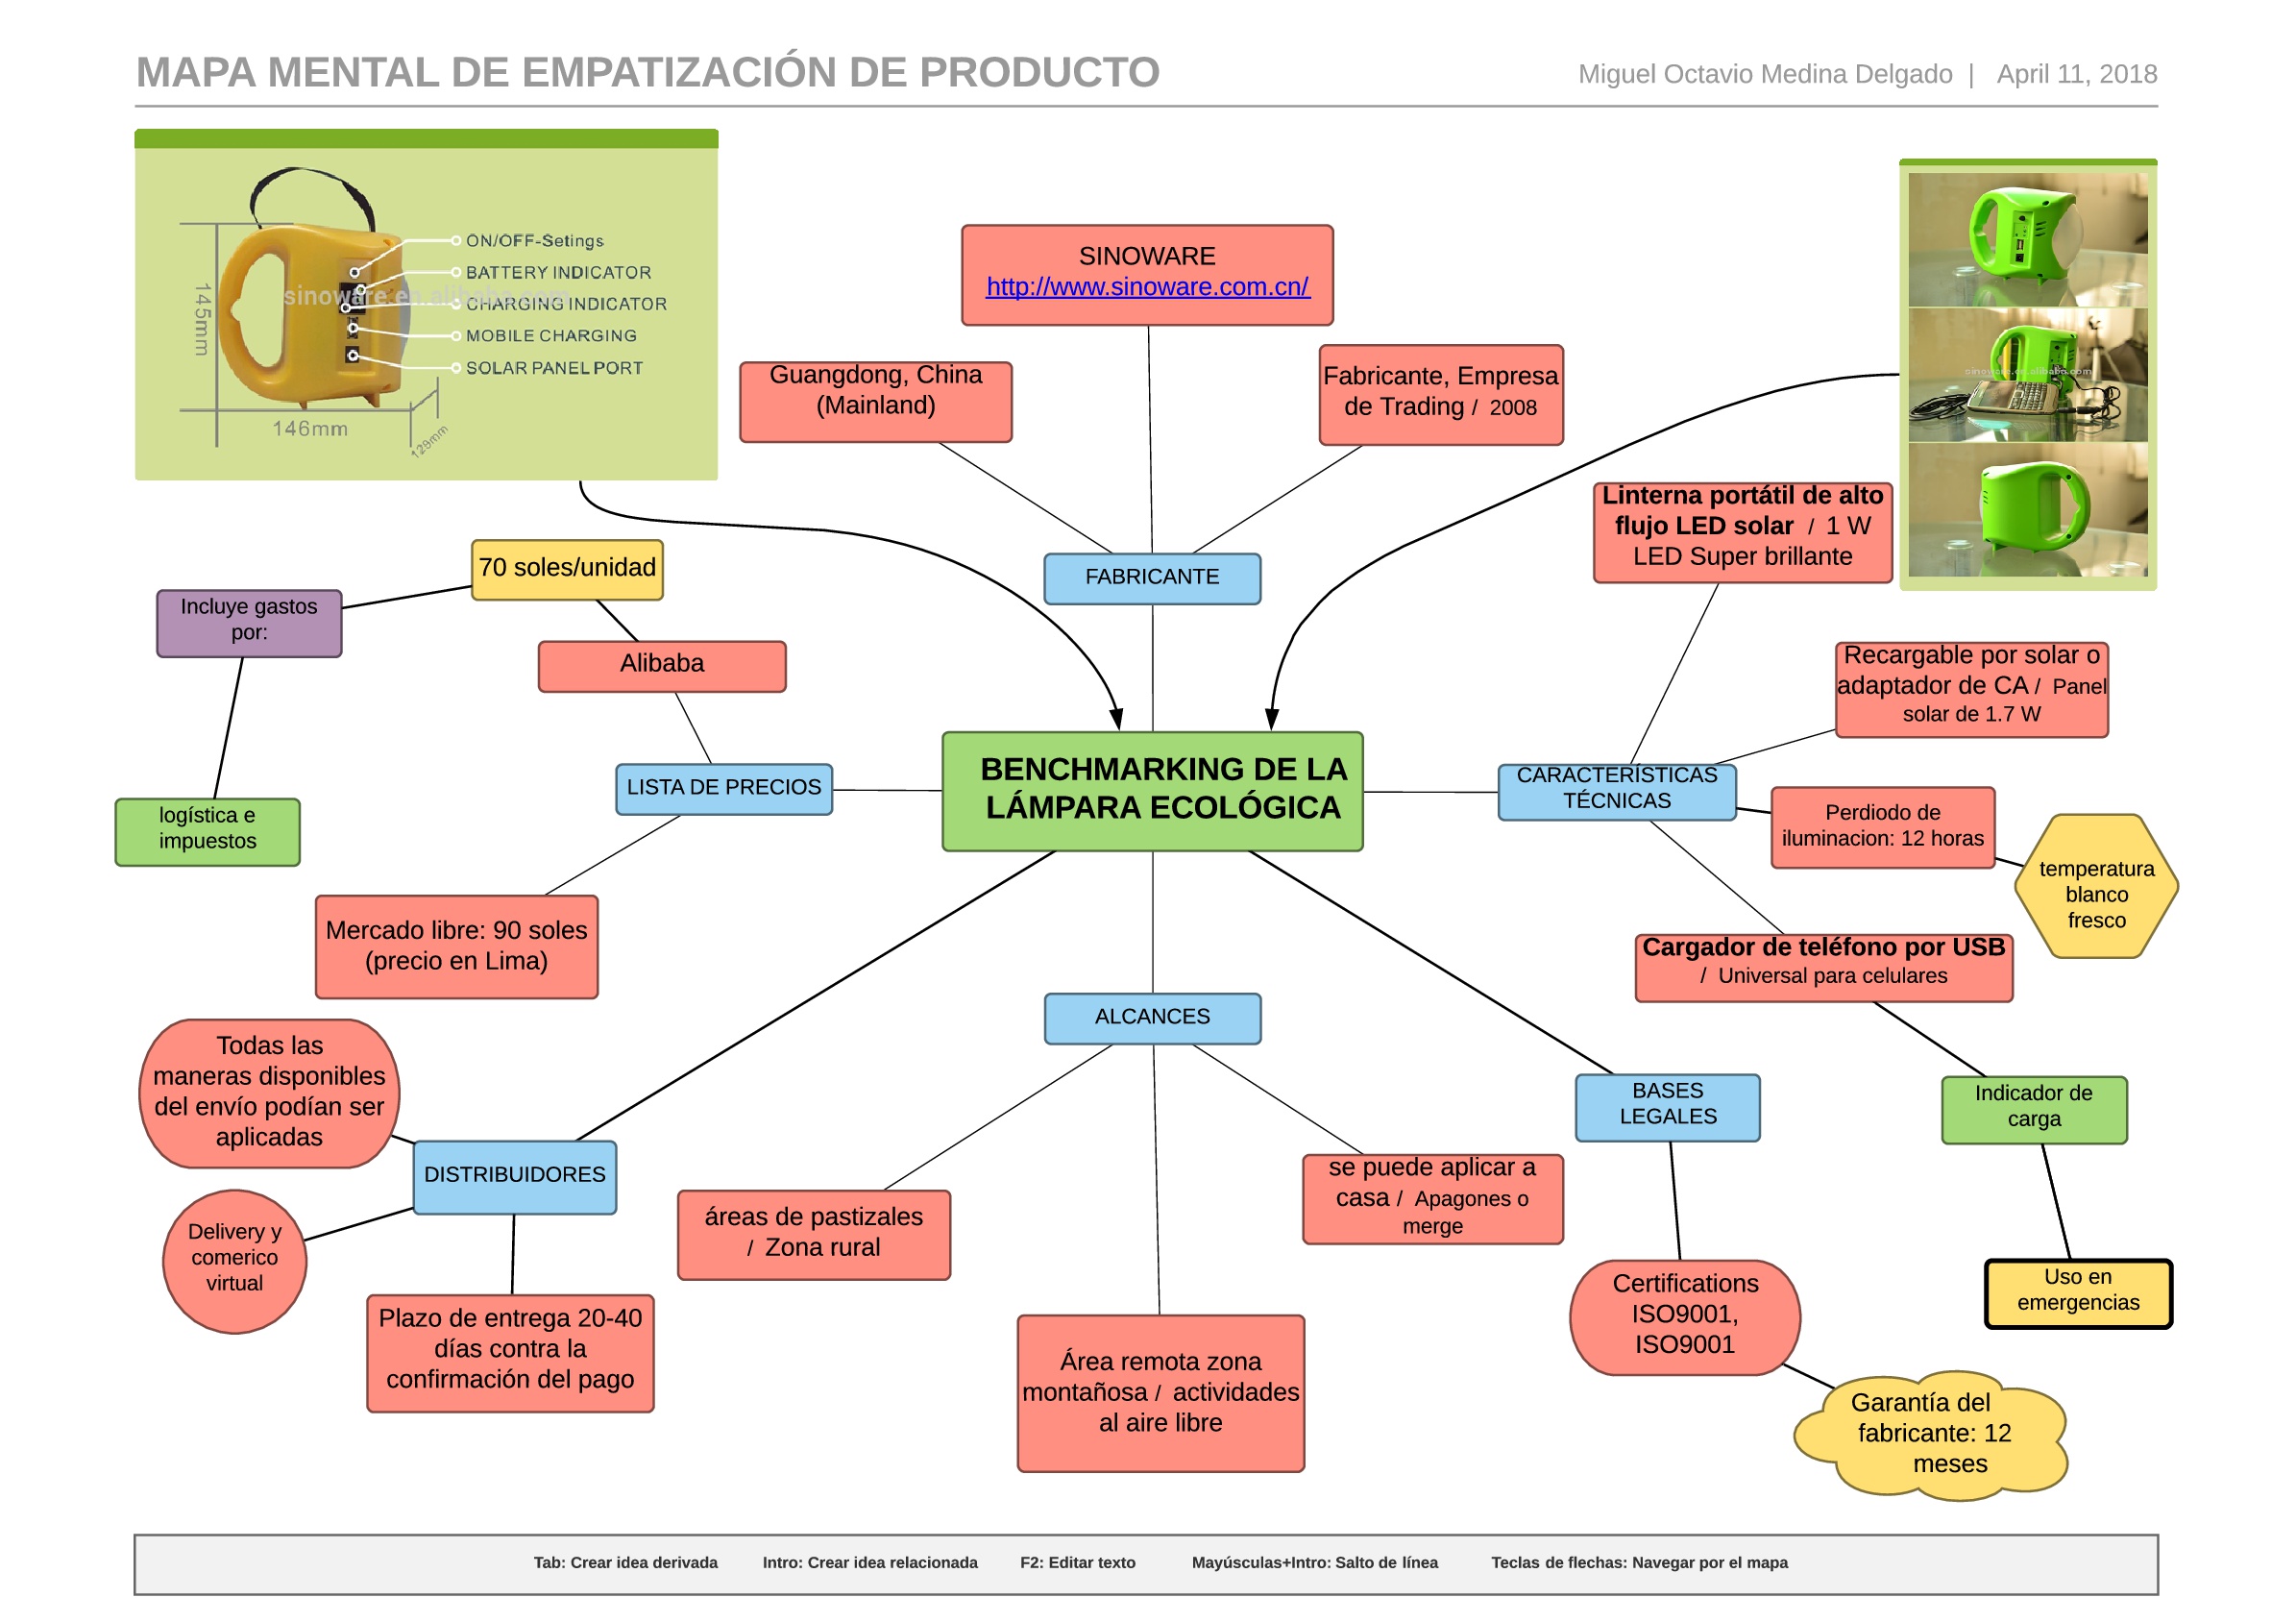 MAPA MENTAL DE EMPATIZACIÓN DE PRODUCTO
Miguel Octavio Medina Delgado | April 11, 2018
ON/OFF-Setings
BATTERY INDICATOR
sinoware.en.alibaba.com
CHARGING INDICATOR
MOBILE CHARGING
SOLAR PANEL PORT
145mm
146mm
129mm
SINOWARE
http://www.sinoware.com.cn/
Guangdong, China
(Mainland)
Fabricante, Empresa
de Trading / 2008
sinoware.en.alibaba.com
FABRICANTE
Linterna portátil de alto
flujo LED solar / 1 W
LED Super brillante
70 soles/unidad
Incluye gastos
por:
Alibaba
logística e
impuestos
LISTA DE PRECIOS
BENCHMARKING DE LA
LÁMPARA ECOLÓGICA
CARACTERÍSTICAS
TÉCNICAS
Recargable por solar o
adaptador de CA / Panel
solar de 1.7 W
Perdiodo de
iluminacion: 12 horas
temperatura
blanco
fresco
Mercado libre: 90 soles
(precio en Lima)
Cargador de teléfono por USB
/ Universal para celulares
ALCANCES
BASES
LEGALES
Indicador de
carga
Todas las
maneras disponibles
del envío podían ser
aplicadas
DISTRIBUIDORES
Delivery y
comerico
virtual
Plazo de entrega 20-40
días contra la
confirmación del pago
áreas de pastizales
/ Zona rural
se puede aplicar a
casa / Apagones o
merge
Área remota zona
montañosa / actividades
al aire libre
Certifications
ISO9001,
ISO9001
Uso en
emergencias
Garantía del
fabricante: 12
meses
Tab: Crear idea derivada Intro: Crear idea relacionada F2: Editar texto Mayúsculas+Intro: Salto de línea Teclas de flechas: Navegar por el mapa